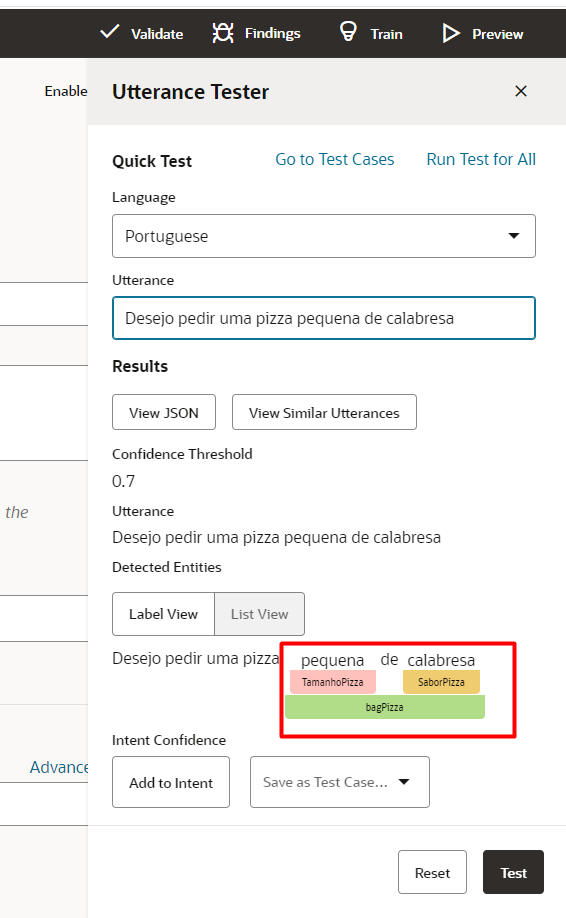 Validate Findings Train Preview
Enable
Utterance Tester
Quick Test Go to Test Cases Run Test for All
Language
Portuguese
Utterance
Desejo pedir uma pizza pequena de calabresa
Results
View JSON View Similar Utterances
Confidence Threshold
0.7
the
Utterance
Desejo pedir uma pizza pequena de calabresa
Detected Entities
Label View List View
Desejo pedir uma pizza pequena de calabresa
TamanhoPizza SaborPizza
bagPizza
Intent Confidence
Advance
Add to Intent Save as Test Case...
Reset Test